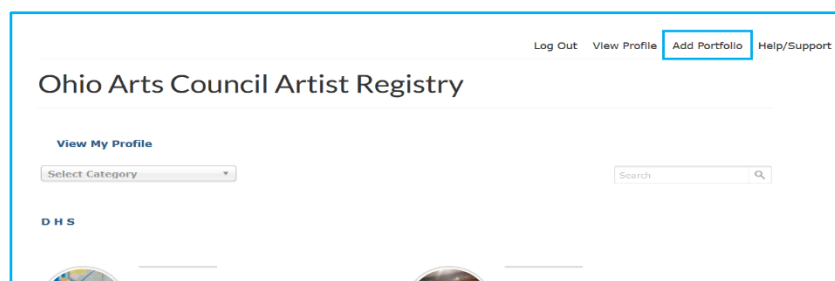 Log Out View Profile Add Portfolio Help/Support
Ohio Arts Council Artist Registry
View My Profile
Select Category
Search
D H S